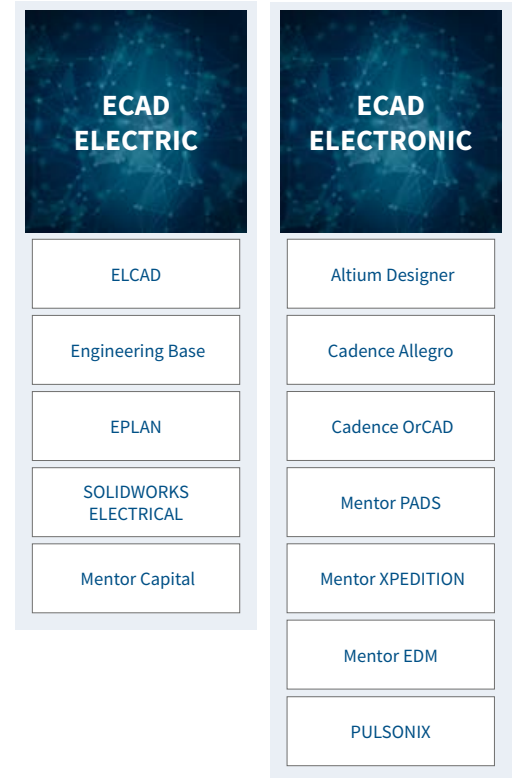 ECAD
ELECTRIC
ELCAD
Engineering Base
EPLAN
SOLIDWORKS
ELECTRICAL
Mentor Capital
ECAD
ELECTRONIC
Altium Designer
Cadence Allegro
Cadence OrCAD
Mentor PADS
Mentor XPEDITION
Mentor EDM
PULSONIX